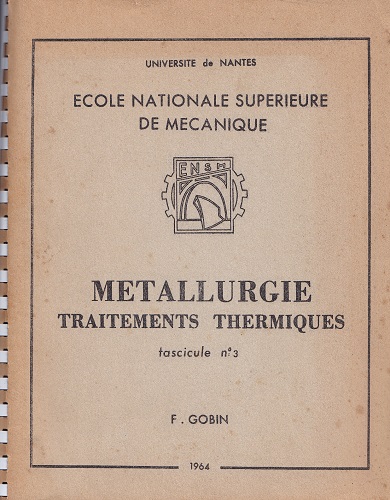 UNIVERSITE de NANTES
ECOLE NATIONALE SUPERIEURE
DE MECANIQUE
ENSM
METALLURGIE
TRAITEMENTS THERMIQUES
fascicule n°3
F. GOBIN
1964